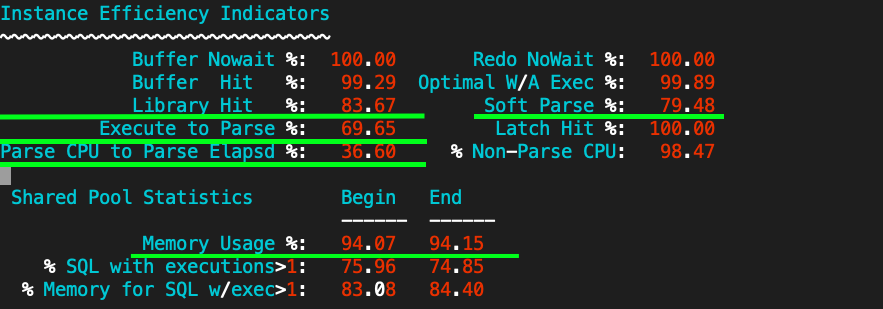 Instance Efficiency Indicators
~~~~~~~~~~~~~~~~~~~~~~~~~~~~~~
Buffer Nowait %: 100.00 Redo NoWait %: 100.00
Buffer Hit %: 99.29 Optimal W/A Exec %: 99.89
Library Hit %: 83.67 Soft Parse %: 79.48
Execute to Parse %: 69.65 Latch Hit %: 100.00
Parse CPU to Parse Elapsd %: 36.60 % Non-Parse CPU: 98.47
Shared Pool Statistics Begin End
------ ------
Memory Usage %: 94.07 94.15
% SQL with executions>1: 75.96 74.85
% Memory for SQL w/exec>1: 83.08 84.40